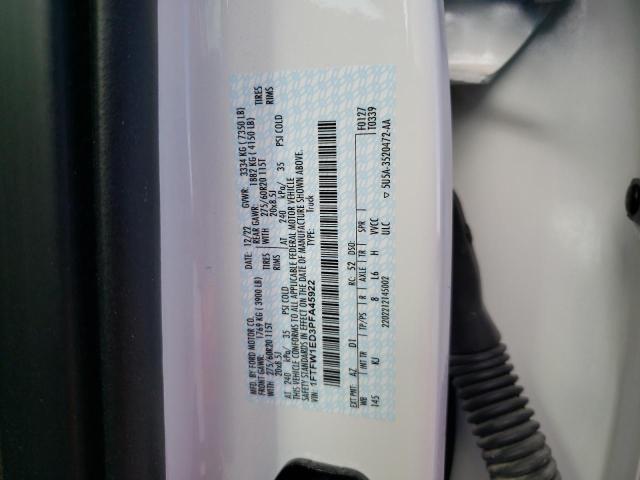 MFD. BY FORD MOTOR CO.
DATE: 12/22 GVWR: 3334 KG ( 7350 LB)
FRONT GAWR: 1769 KG ( 3900 LB) REAR GAWR: 1882 KG ( 4150 LB)
WITH 275/60R20 115T TIRES WITH 275/60R20 115T TIRES
20x8.5J RIMS 20x8.5J RIMS
AT 240 kPa/ 35 PSI COLD AT 240 kPa/ 35 PSI COLD
THIS VEHICLE CONFORMS TO ALL APPLICABLE FEDERAL MOTOR VEHICLE
SAFETY STANDARDS IN EFFECT ON THE DATE OF MANUFACTURE SHOWN ABOVE.
VIN: 1FTFW1ED3PFA45922 TYPE: Truck
EXT PNT: AZ D1 RC: 52 DSO: H0127
WB INT TR TP/PS R AXLE TR SPR 1T0339
145 KJ 8 L6 H VVCC
ULC
2202212145002 ▽ 5U5A-3520472-AA